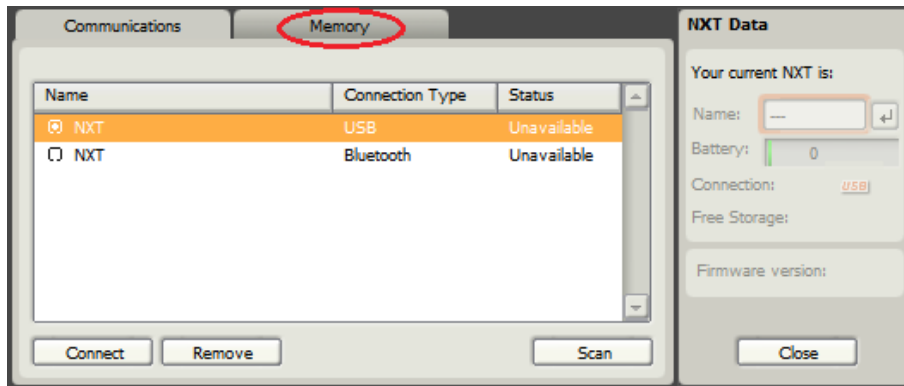 Communications Memory
Name Connection Type Status
NXT USB Unavailable
NXT Bluetooth Unavailable
Connect Remove Scan
NXT Data
Your current NXT is:
Name: ---
Battery: 0
Connection: USB
Free Storage:
Firmware version:
Close